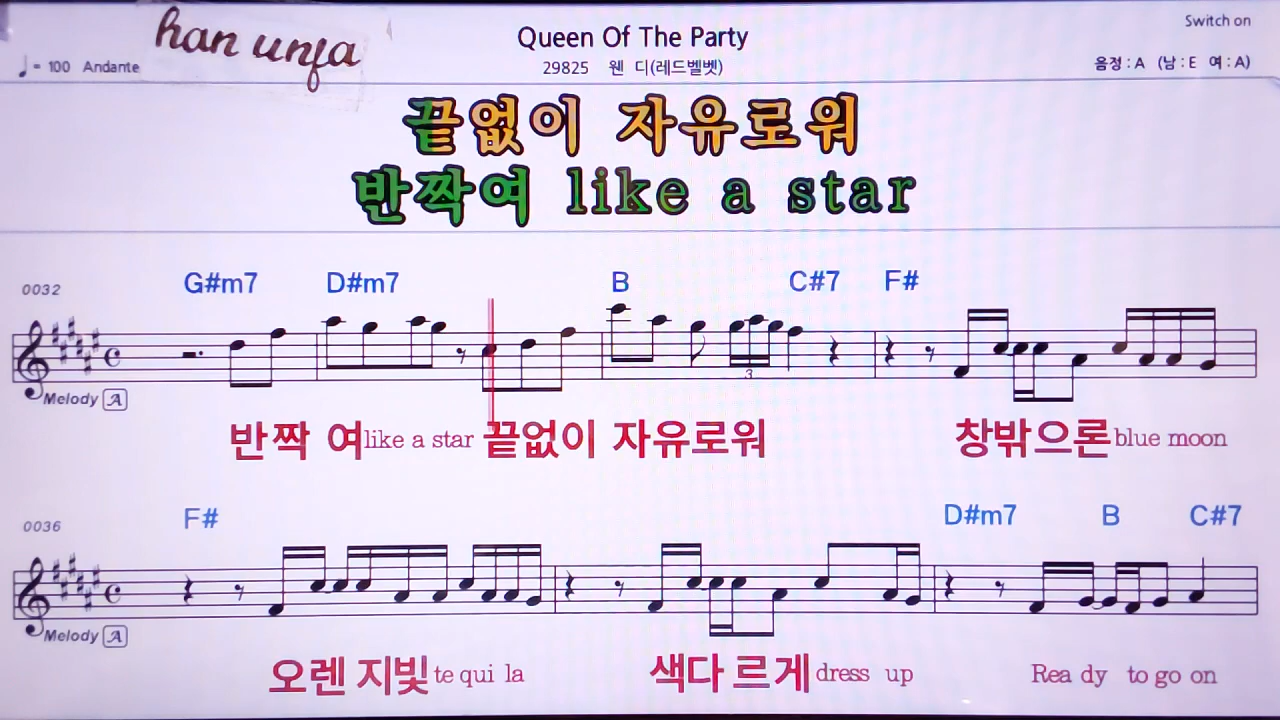 han unfa
Switch on
Queen Of The Party
♩= 100 Andante
29825 웬 디(레드벨벳)
음정 : A (남 : E 여 : A)
끝없이 자유로워
반짝여 like a star
0032 G#m7 D#m7 B C#7 F#
Melody A
반짝 여like a star 끝없이 자유로워 창밖으론blue moon
3
0036 F# D#m7 B C#7
Melody A
오렌 지빛te qui la 색다 르게dress up Rea dy to go on